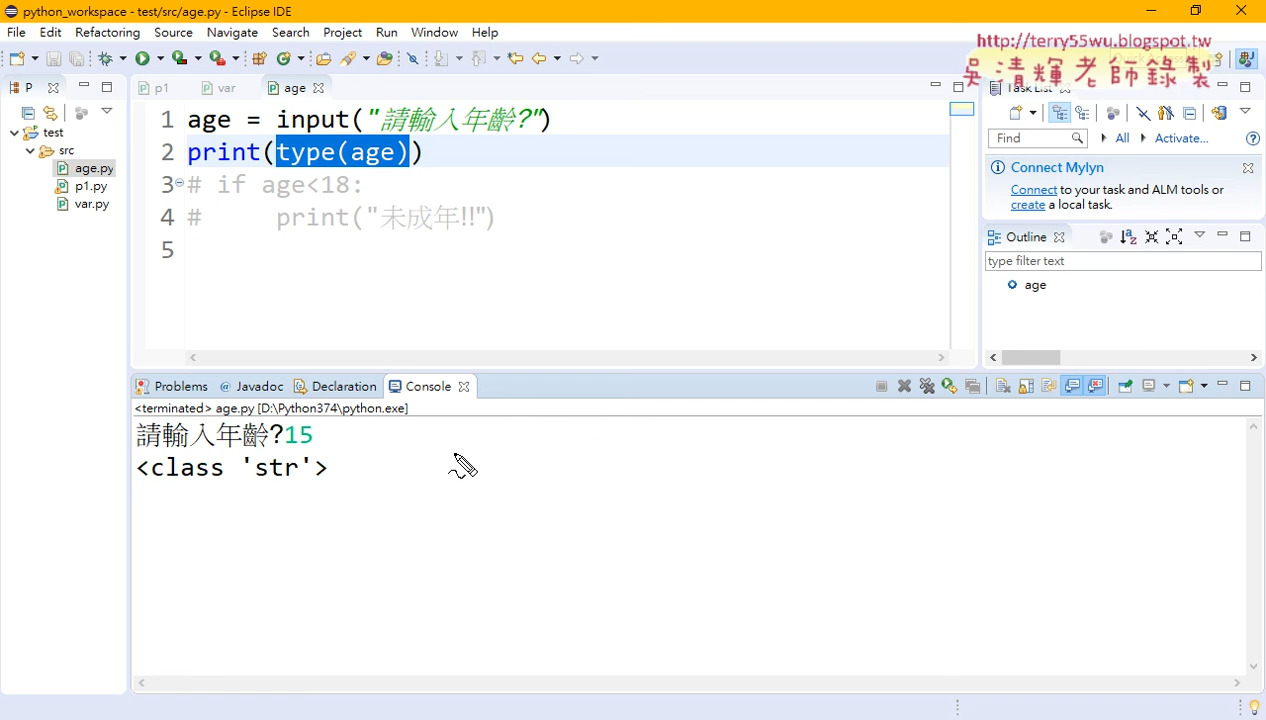 python_workspace - test/src/age.py - Eclipse IDE
File Edit Refactoring Source Navigate Search Project Run Window Help
http://terry55wu.blogspot.tw
吳清輝老師錄製
P
p1 var age
Task List
test
src
age.py
p1.py
var.py
1 age = input("請輸入年齡?")
2 print(type(age))
3 # if age<18:
4 #     print("未成年!!")
5
Find All Activate...
Connect Mylyn
Connect to your task and ALM tools or
create a local task.
Outline
type filter text
age
Problems Javadoc Declaration Console
<terminated> age.py [D:\Python374\python.exe]
請輸入年齡?15
<class 'str'>